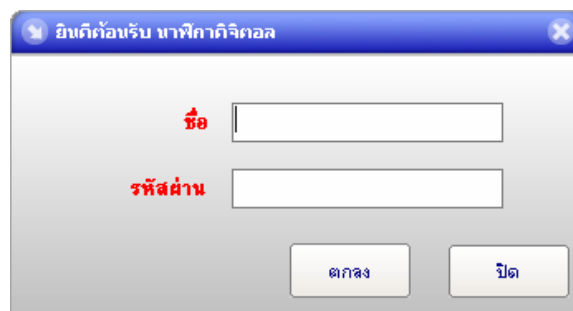 ยินดีต้อนรับ นาฬิกาดิจิตอล
ชื่อ
รหัสผ่าน
ตกลง
ปิด